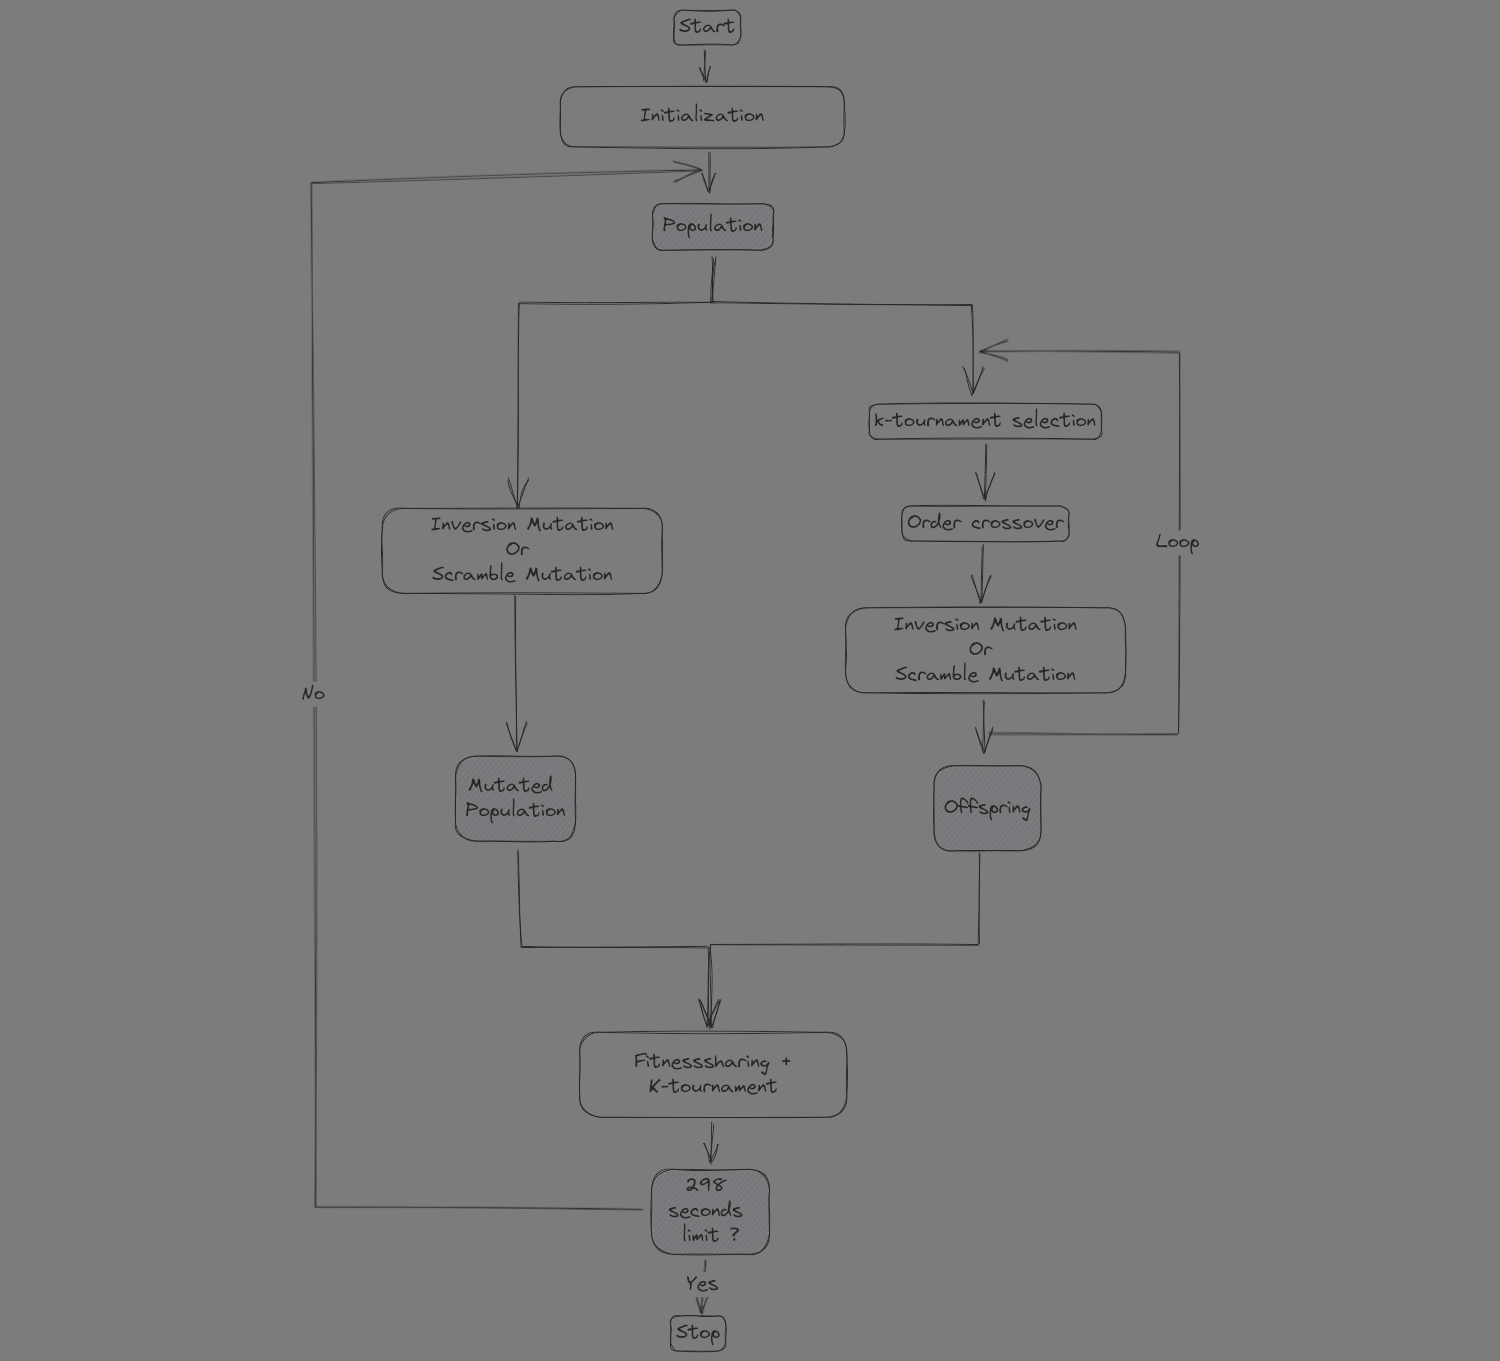 Start
Initialization
Population
k-tournament selection
Order crossover
Loop
Inversion Mutation
Or
Scramble Mutation
Inversion Mutation
Or
Scramble Mutation
No
Mutated
Population
Offspring
Fitnesssharing +
K-tournament
298
seconds
limit ?
Yes
Stop